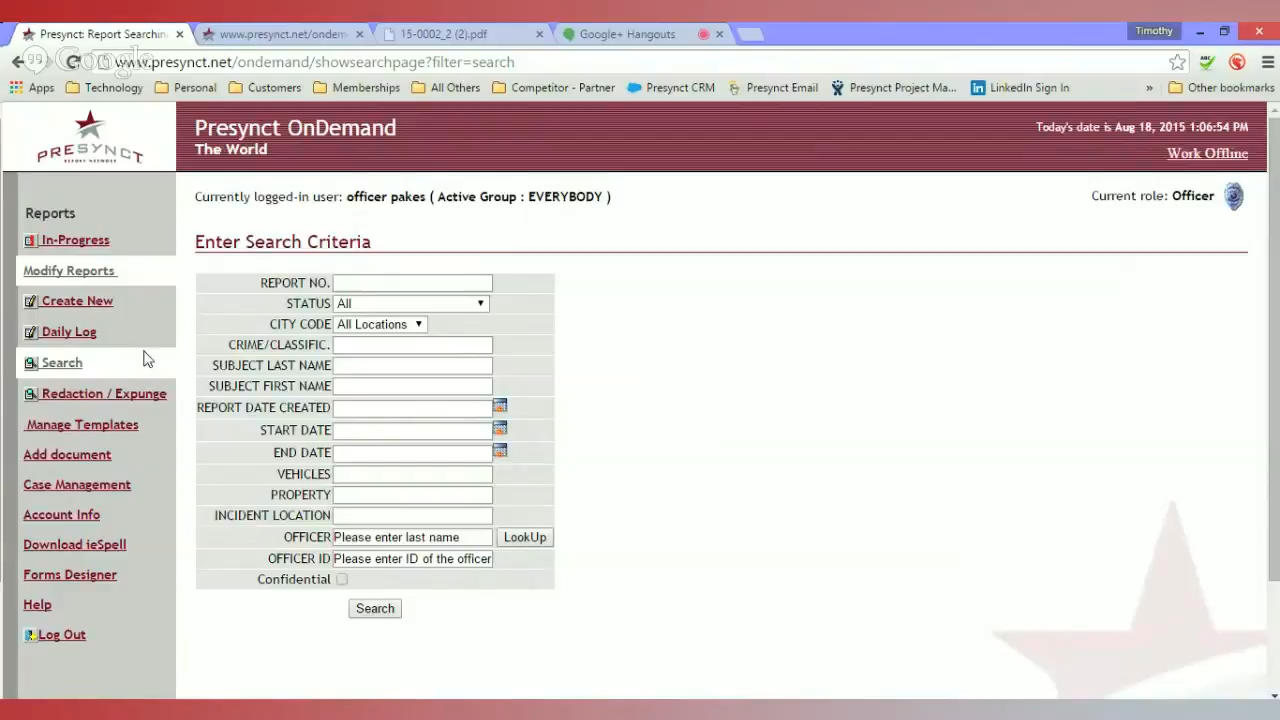 Presynct: Report Searchin
www.presynct.net/ondem
15-0002_2 (2).pdf
Google+ Hangouts
Timothy
Google
www.presynct.net/ondemand/showsearchpage?filter=search
Apps Technology Personal Customers Memberships All Others Competitor - Partner Presynct CRM Presynct Email Presynct Project Ma... LinkedIn Sign In » Other bookmarks
PRESYNCT
REPORT NETWORK
Presynct OnDemand
The World
Today's date is Aug 18, 2015 1:06:54 PM
Work Offline
Currently logged-in user: officer pakes ( Active Group : EVERYBODY )
Current role: Officer
Reports
In-Progress
Modify Reports
Create New
Daily Log
Search
Redaction / Expunge
Manage Templates
Add document
Case Management
Account Info
Download ieSpell
Forms Designer
Help
Log Out
Enter Search Criteria
REPORT NO.
STATUS All
CITY CODE All Locations
CRIME/CLASSIFIC.
SUBJECT LAST NAME
SUBJECT FIRST NAME
REPORT DATE CREATED
START DATE
END DATE
VEHICLES
PROPERTY
INCIDENT LOCATION
OFFICER Please enter last name LookUp
OFFICER ID Please enter ID of the officer
Confidential
Search